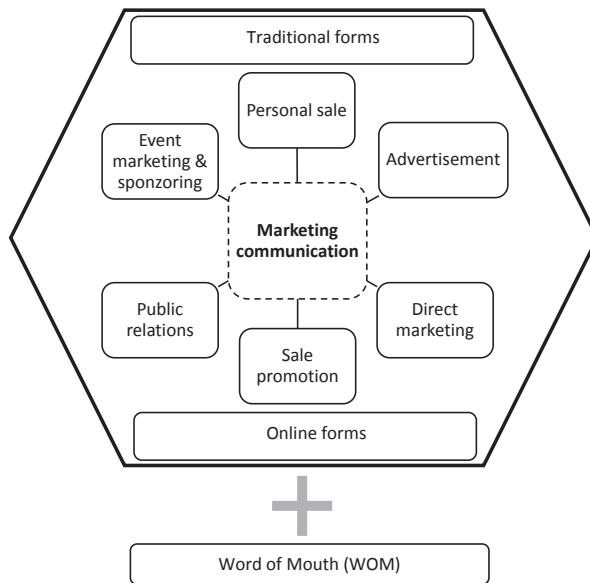 Traditional forms
Personal sale
Event
marketing &
sponzoring
Advertisement
Marketing
communication
Public
relations
Direct
marketing
Sale
promotion
Online forms
Word of Mouth (WOM)